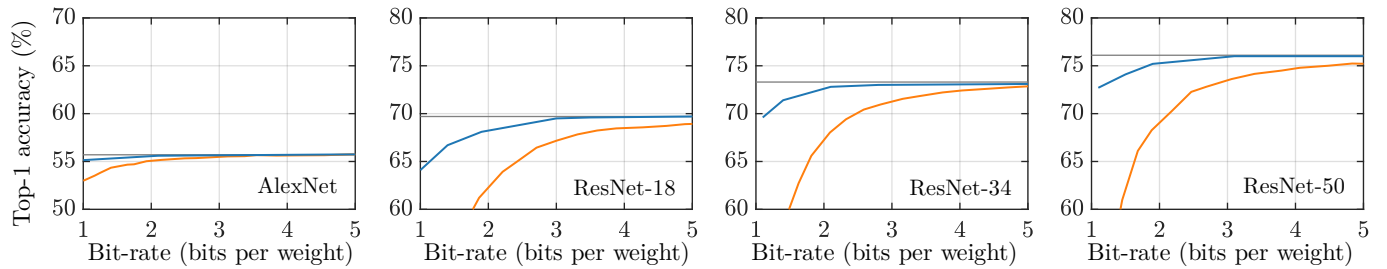 Top-1 accuracy (%)
70
65
60
55
50
AlexNet
1 2 3 4 5
Bit-rate (bits per weight)
80
75
70
65
60
ResNet-18
1 2 3 4 5
Bit-rate (bits per weight)
80
75
70
65
60
ResNet-34
1 2 3 4 5
Bit-rate (bits per weight)
80
75
70
65
60
ResNet-50
1 2 3 4 5
Bit-rate (bits per weight)